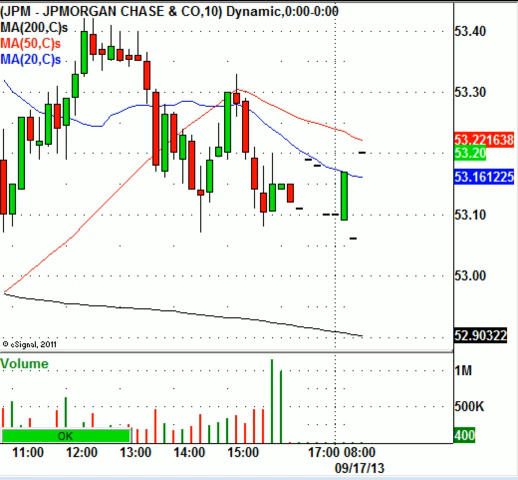 (JPM - JPMORGAN CHASE & CO,10) Dynamic,0:00-0:00
MA(200,C)s
MA(50,C)s
MA(20,C)s
53.40
53.30
53.221638
53.20
53.161225
53.10
53.00
52.90322
© eSignal, 2011
Volume
1M
500K
400
OK
11:00 12:00 13:00 14:00 15:00 17:00 08:00
09/17/13